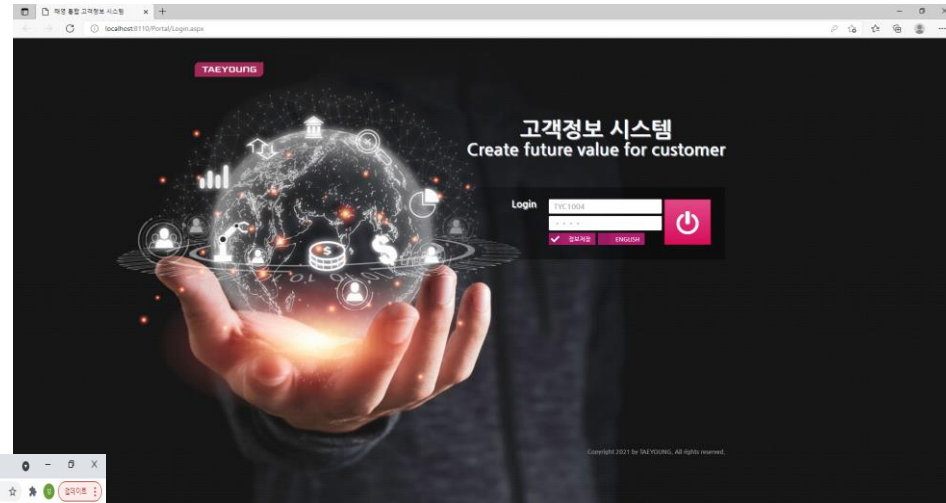 태영 통합 고객정보 시스템
localhost:8110/Portal/Login.aspx
TAEYOUNG
고객정보 시스템
Create future value for customer
Login
TYC1004
정보저장
ENGLISH
Copyright 2021 by TAEYOUNG, All rights reserved.
업데이트